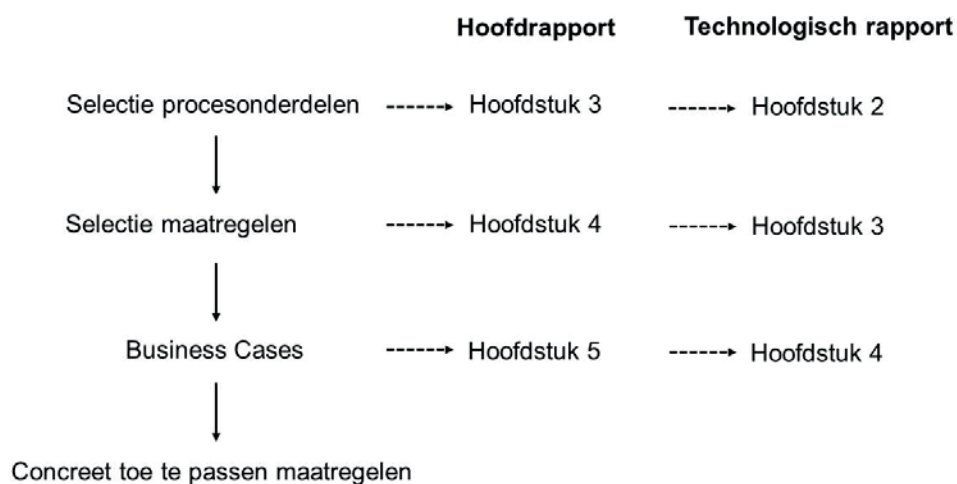 Hoofdrapport Technologisch rapport
Selectie procesonderdelen Hoofdstuk 3 Hoofdstuk 2
Selectie maatregelen Hoofdstuk 4 Hoofdstuk 3
Business Cases Hoofdstuk 5 Hoofdstuk 4
Concreet toe te passen maatregelen